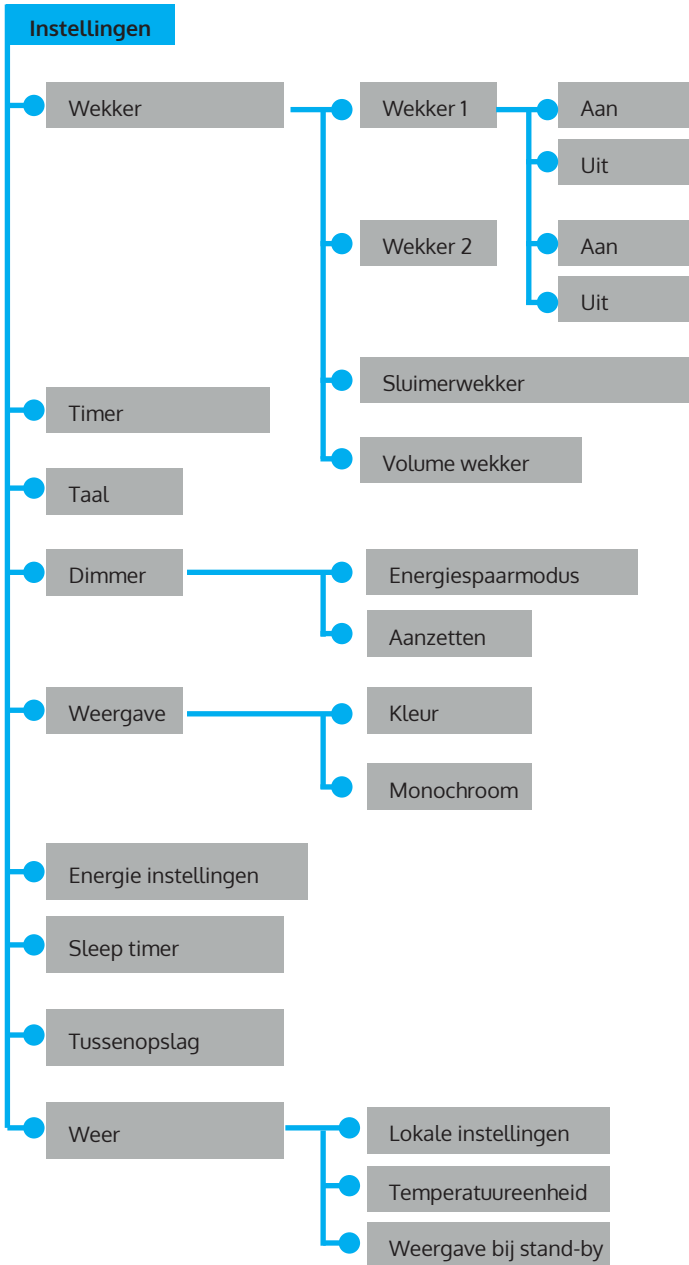 Instellingen
Wekker
Wekker 1
Aan
Uit
Wekker 2
Aan
Uit
Sluimerwekker
Volume wekker
Timer
Taal
Dimmer
Energiespaarmodus
Aanzetten
Weergave
Kleur
Monochroom
Energie instellingen
Sleep timer
Tussenopslag
Weer
Lokale instellingen
Temperatuureenheid
Weergave bij stand-by